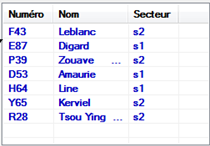 Numéro Nom Secteur
F43 Leblanc s2
E87 Digard s1
P39 Zouave ... s2
D53 Amaurie s1
H64 Line s1
Y65 Kerviel s2
R28 Tsou Ying ... s2